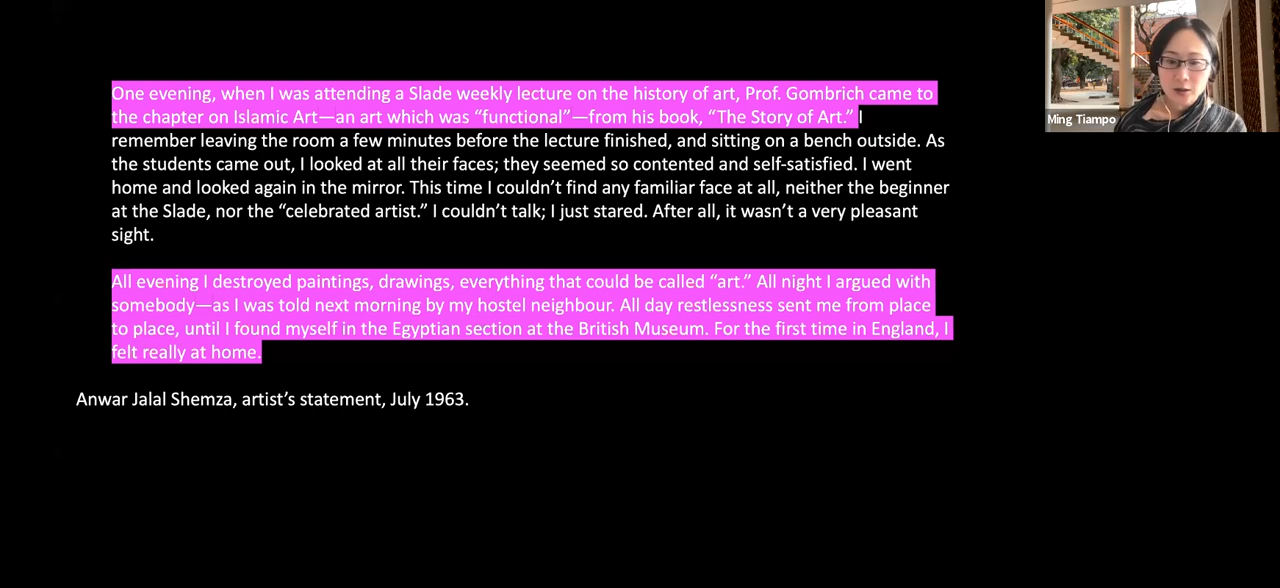 One evening, when I was attending a Slade weekly lecture on the history of art, Prof. Gombrich came to
the chapter on Islamic Art—an art which was “functional”—from his book, “The Story of Art.” I
remember leaving the room a few minutes before the lecture finished, and sitting on a bench outside. As
the students came out, I looked at all their faces; they seemed so contented and self-satisfied. I went
home and looked again in the mirror. This time I couldn’t find any familiar face at all, neither the beginner
at the Slade, nor the “celebrated artist.” I couldn’t talk; I just stared. After all, it wasn’t a very pleasant
sight.
All evening I destroyed paintings, drawings, everything that could be called “art.” All night I argued with
somebody—as I was told next morning by my hostel neighbour. All day restlessness sent me from place
to place, until I found myself in the Egyptian section at the British Museum. For the first time in England, I
felt really at home.
Anwar Jalal Shemza, artist’s statement, July 1963.
Ming Tiampo